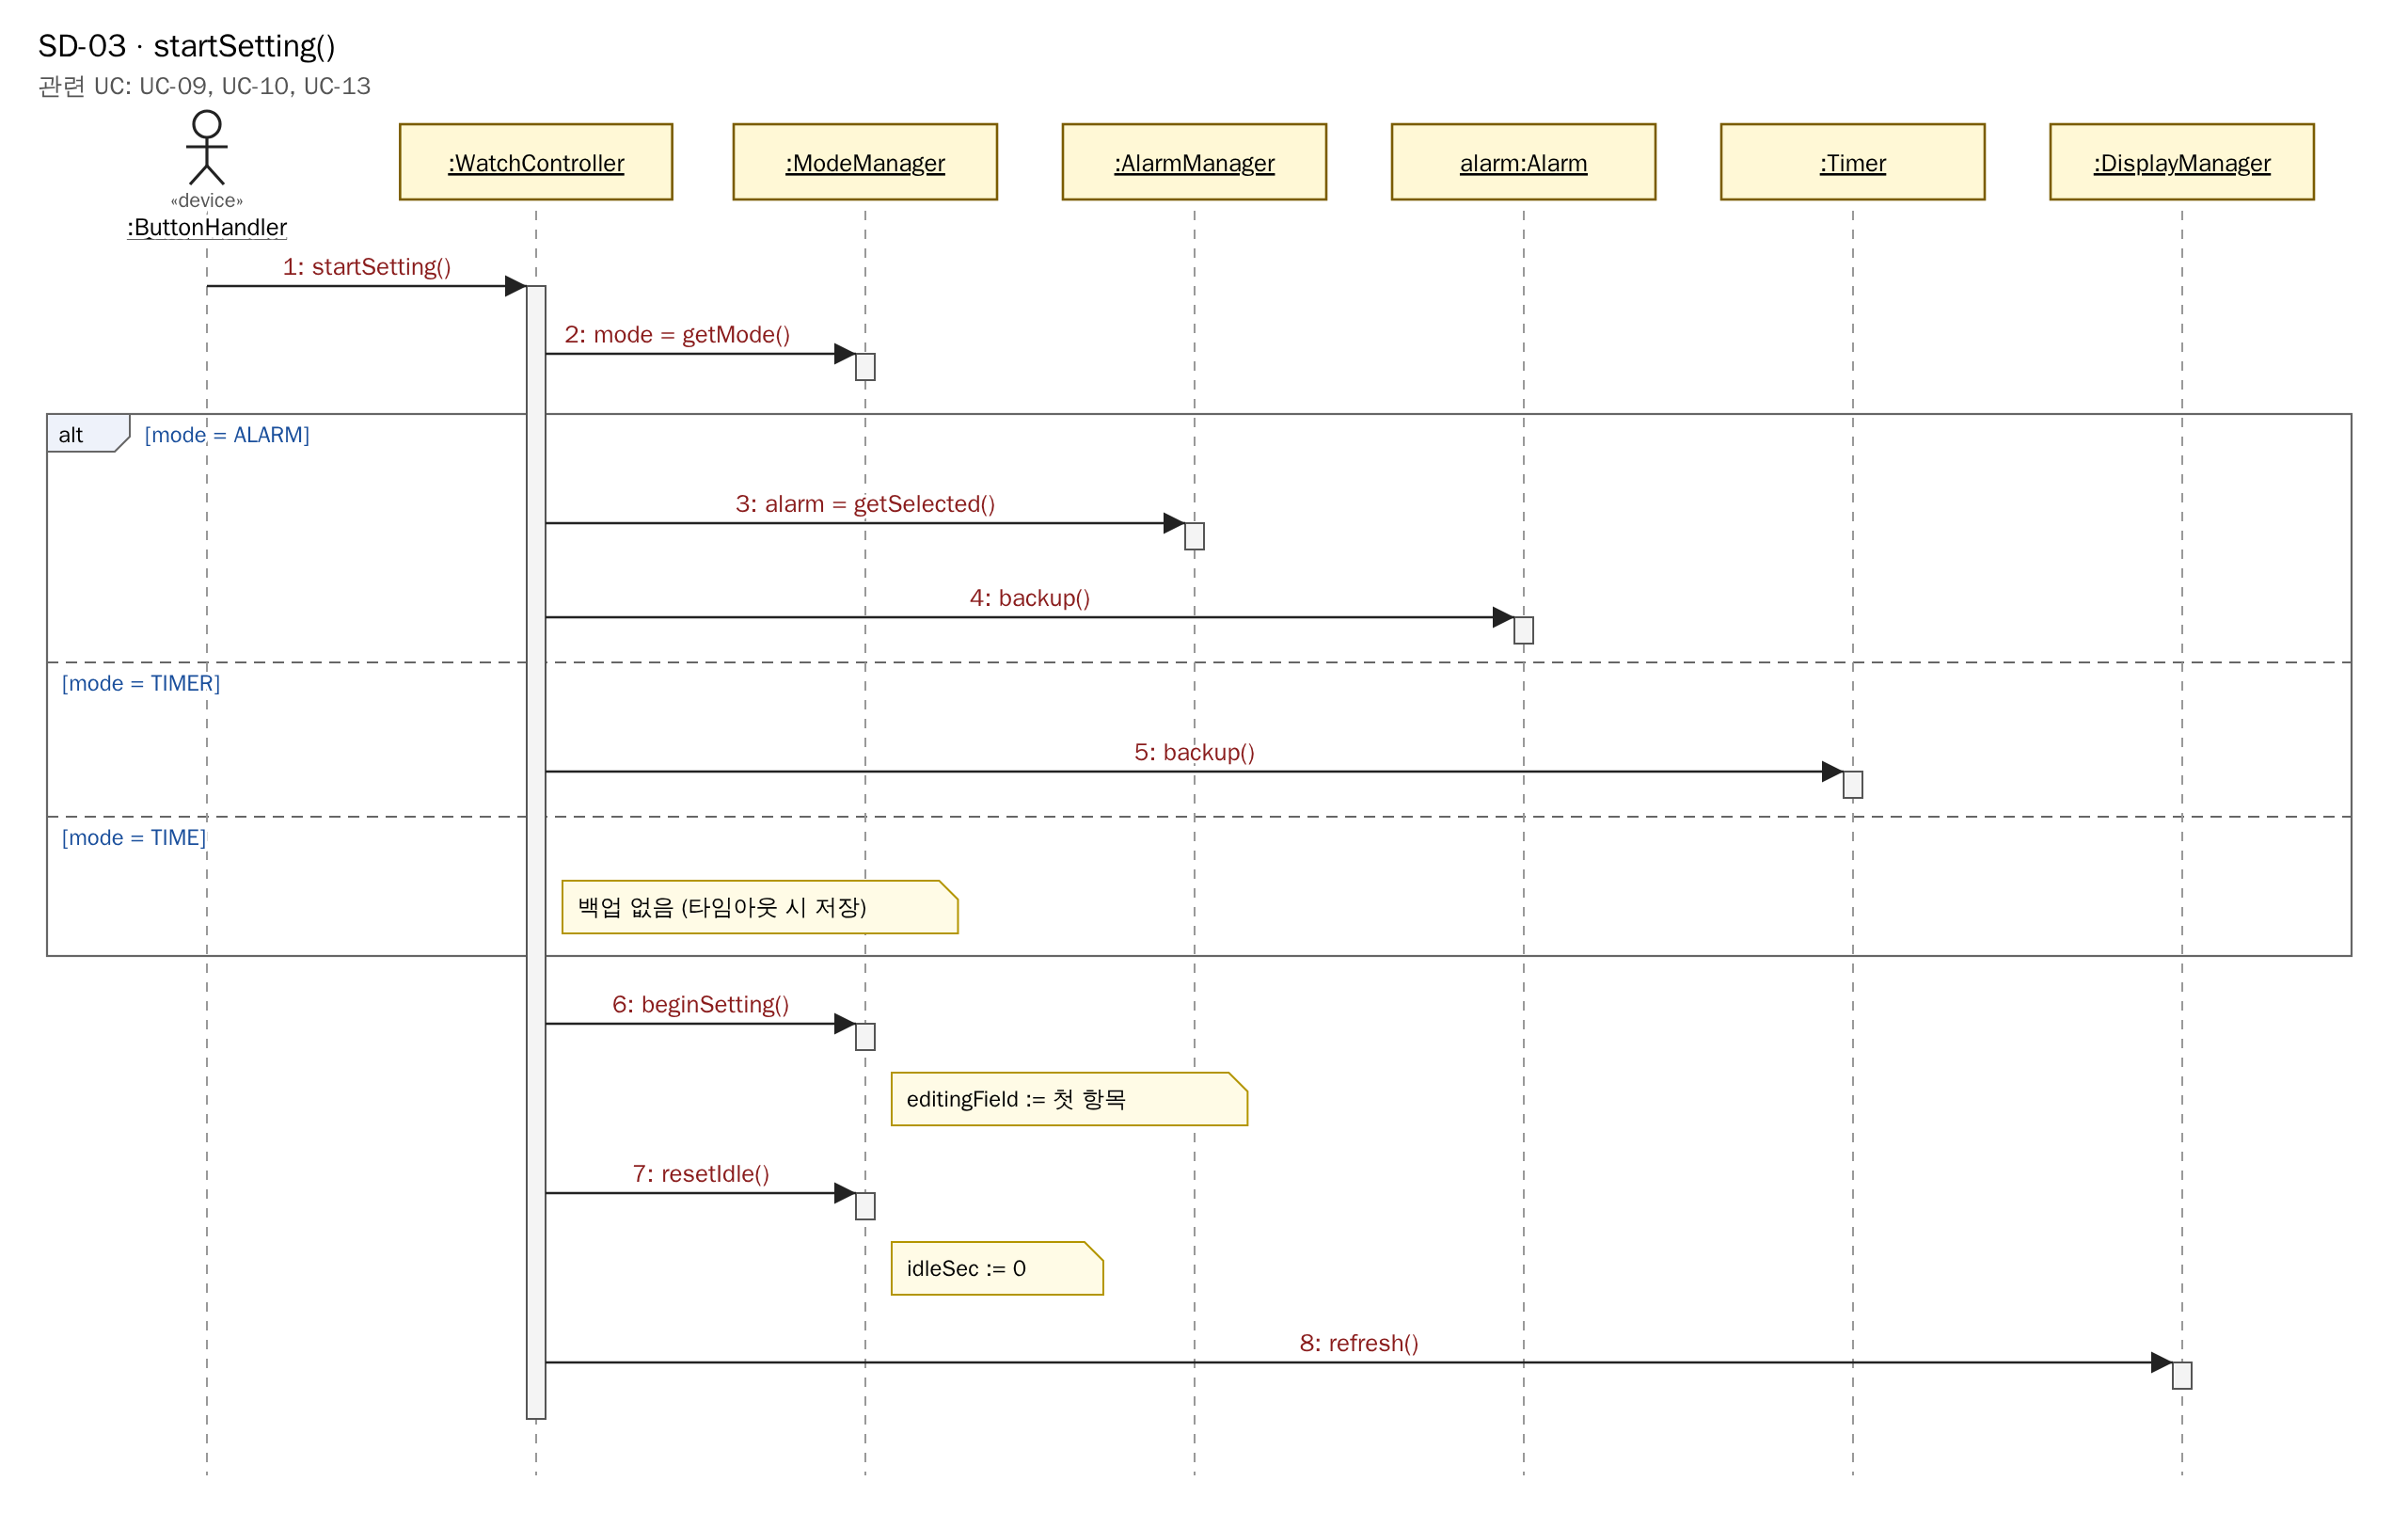 SD-03 · startSetting()
관련 UC: UC-09, UC-10, UC-13
«device»
:ButtonHandler
:WatchController
:ModeManager
:AlarmManager
alarm:Alarm
:Timer
:DisplayManager
1: startSetting()
2: mode = getMode()
alt
[mode = ALARM]
3: alarm = getSelected()
4: backup()
[mode = TIMER]
5: backup()
[mode = TIME]
백업 없음 (타임아웃 시 저장)
6: beginSetting()
editingField := 첫 항목
7: resetIdle()
idleSec := 0
8: refresh()